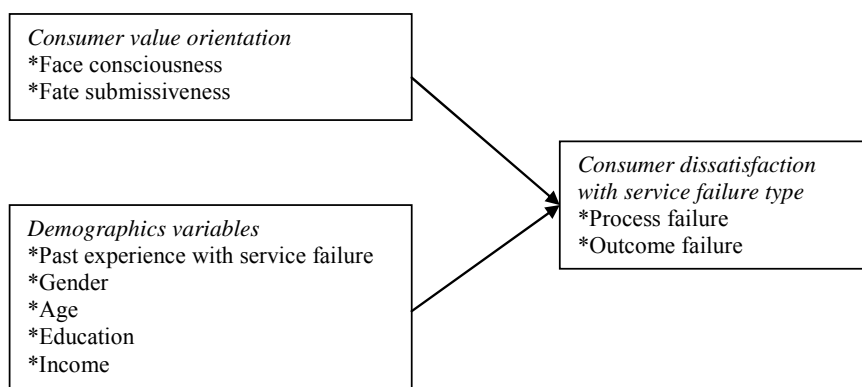 Consumer value orientation
*Face consciousness
*Fate submissiveness
Consumer dissatisfaction
with service failure type
*Process failure
*Outcome failure
Demographics variables
*Past experience with service failure
*Gender
*Age
*Education
*Income